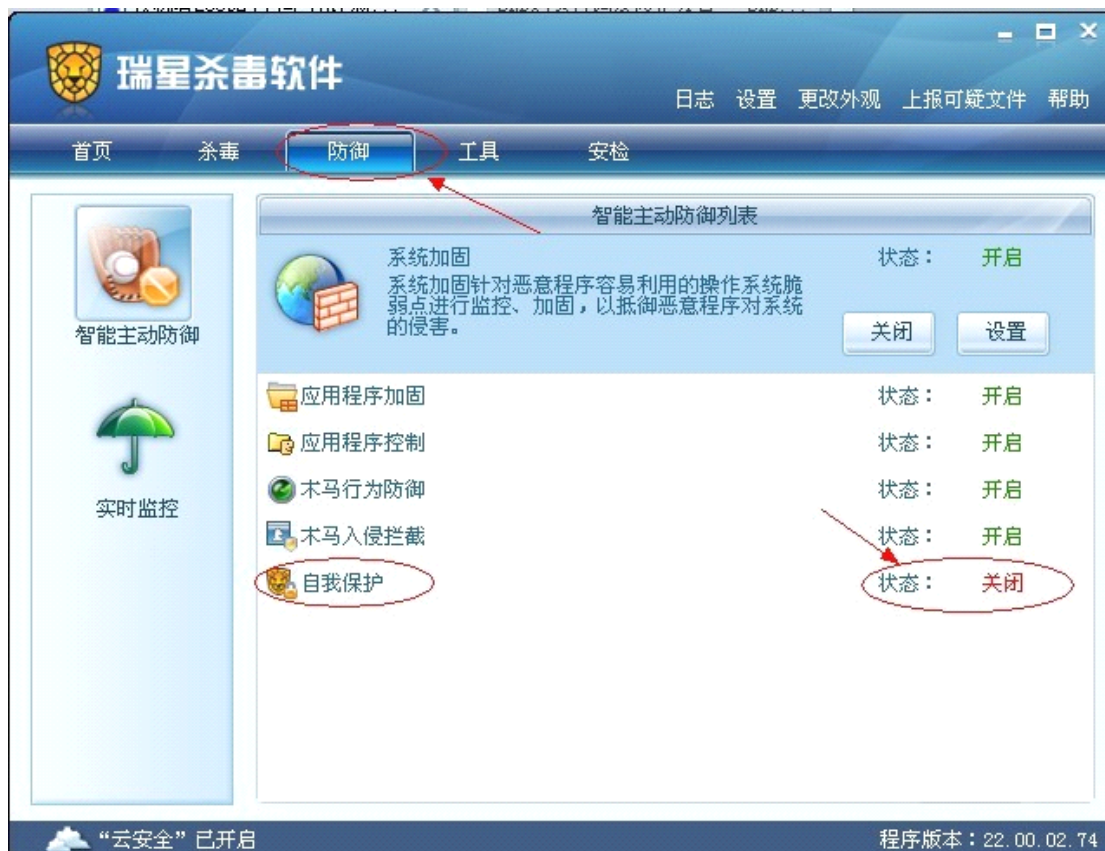 瑞星杀毒软件
日志 设置 更改外观 上报可疑文件 帮助
首页 杀毒 防御 工具 安检
智能主动防御
实时监控
智能主动防御列表
系统加固 状态： 开启
系统加固针对恶意程序容易利用的操作系统脆
弱点进行监控、加固，以抵御恶意程序对系统
的侵害。
关闭 设置
应用程序加固 状态： 开启
应用程序控制 状态： 开启
木马行为防御 状态： 开启
木马入侵拦截 状态： 开启
自我保护 状态： 关闭
“云安全”已开启 程序版本：22.00.02.74